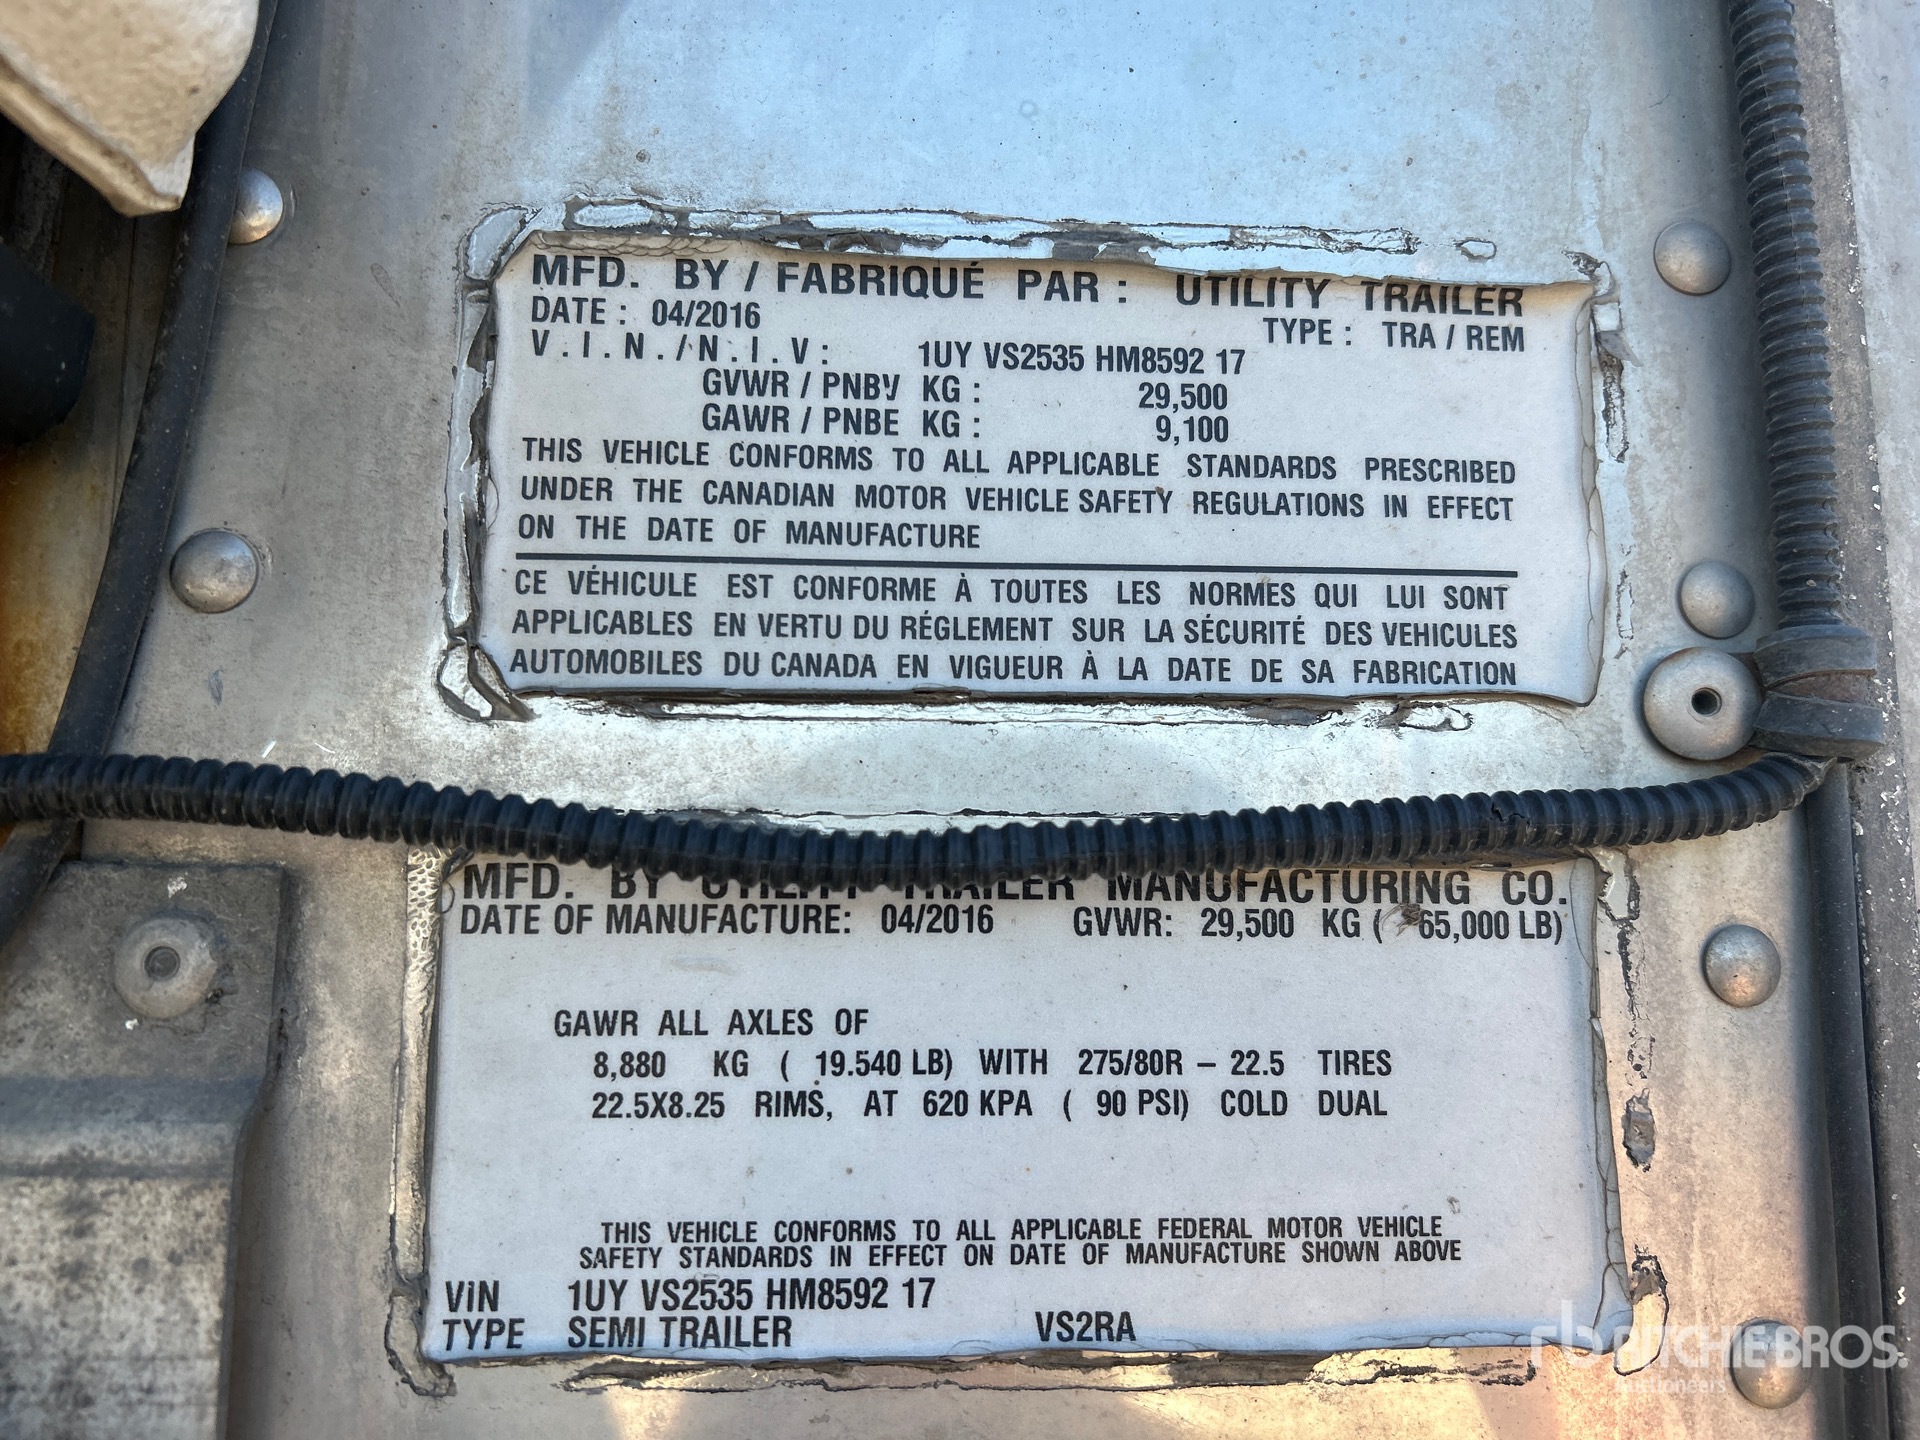 MFD. BY / FABRIQUÉ PAR : UTILITY TRAILER
DATE : 04/2016 TYPE : TRA / REM
V.I.N./N.I.V: 1UY VS2535 HM8592 17
GVWR / PNBV KG : 29,500
GAWR / PNBE KG : 9,100
THIS VEHICLE CONFORMS TO ALL APPLICABLE STANDARDS PRESCRIBED
UNDER THE CANADIAN MOTOR VEHICLE SAFETY REGULATIONS IN EFFECT
ON THE DATE OF MANUFACTURE
CE VÉHICULE EST CONFORME À TOUTES LES NORMES QUI LUI SONT
APPLICABLES EN VERTU DU RÉGLEMENT SUR LA SÉCURITÉ DES VEHICULES
AUTOMOBILES DU CANADA EN VIGUEUR À LA DATE DE SA FABRICATION
MFD. BY UTILITY TRAILER MANUFACTURING CO.
DATE OF MANUFACTURE: 04/2016 GVWR: 29,500 KG ( 65,000 LB)
GAWR ALL AXLES OF
8,880 KG ( 19.540 LB) WITH 275/80R – 22.5 TIRES
22.5X8.25 RIMS, AT 620 KPA ( 90 PSI) COLD DUAL
THIS VEHICLE CONFORMS TO ALL APPLICABLE FEDERAL MOTOR VEHICLE
SAFETY STANDARDS IN EFFECT ON DATE OF MANUFACTURE SHOWN ABOVE
VIN 1UY VS2535 HM8592 17
TYPE SEMI TRAILER VS2RA
rb RITCHIE BROS.
Auctioneers